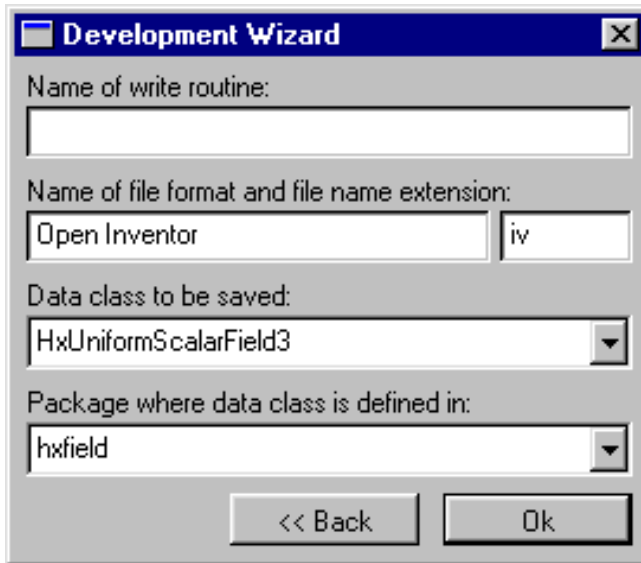 Development Wizard
Name of write routine:
Name of file format and file name extension:
Open Inventor iv
Data class to be saved:
HxUniformScalarField3
Package where data class is defined in:
hxfield
<< Back Ok